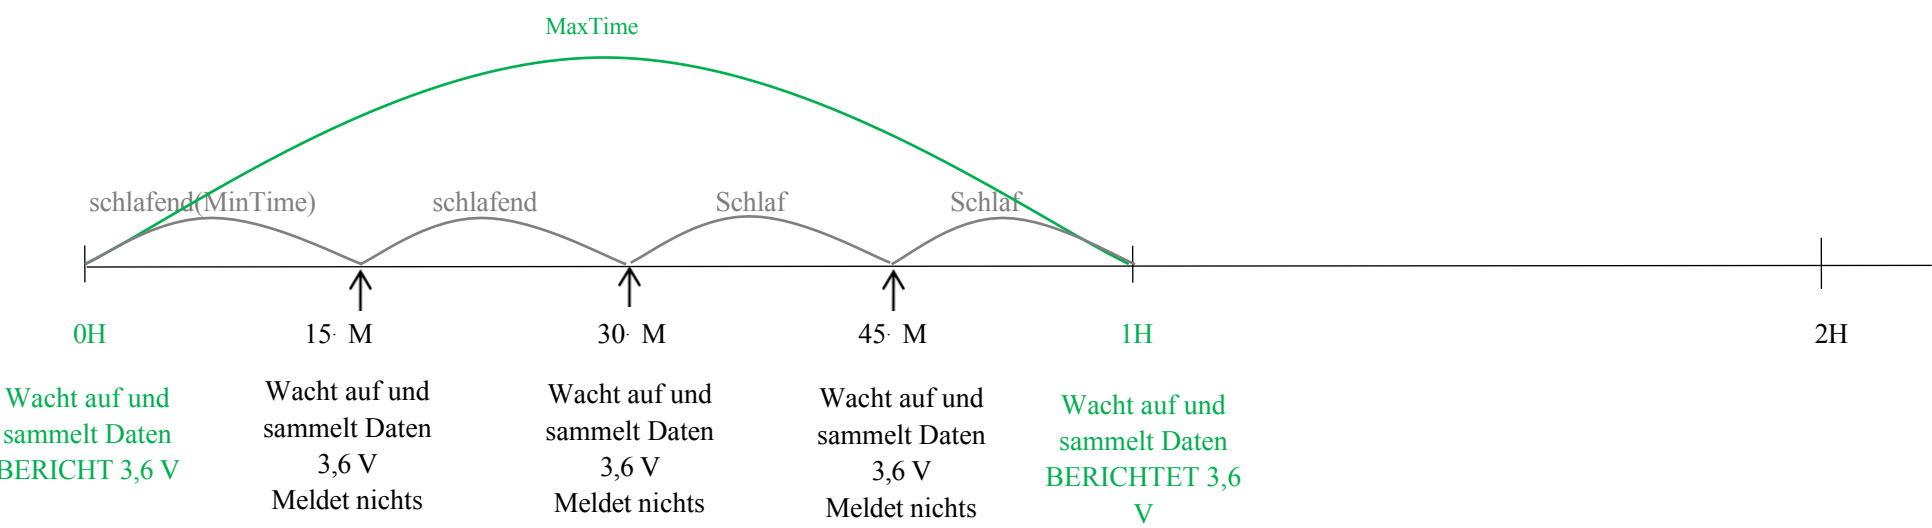 MaxTime
schlafend(MinTime)
schlafend
Schlaf
Schlaf
0H
15· M
30· M
45· M
1H
2H
Wacht auf und
sammelt Daten
BERICHT 3,6 V
Wacht auf und
sammelt Daten
3,6 V
Meldet nichts
Wacht auf und
sammelt Daten
3,6 V
Meldet nichts
Wacht auf und
sammelt Daten
3,6 V
Meldet nichts
Wacht auf und
sammelt Daten
BERICHTET 3,6
V